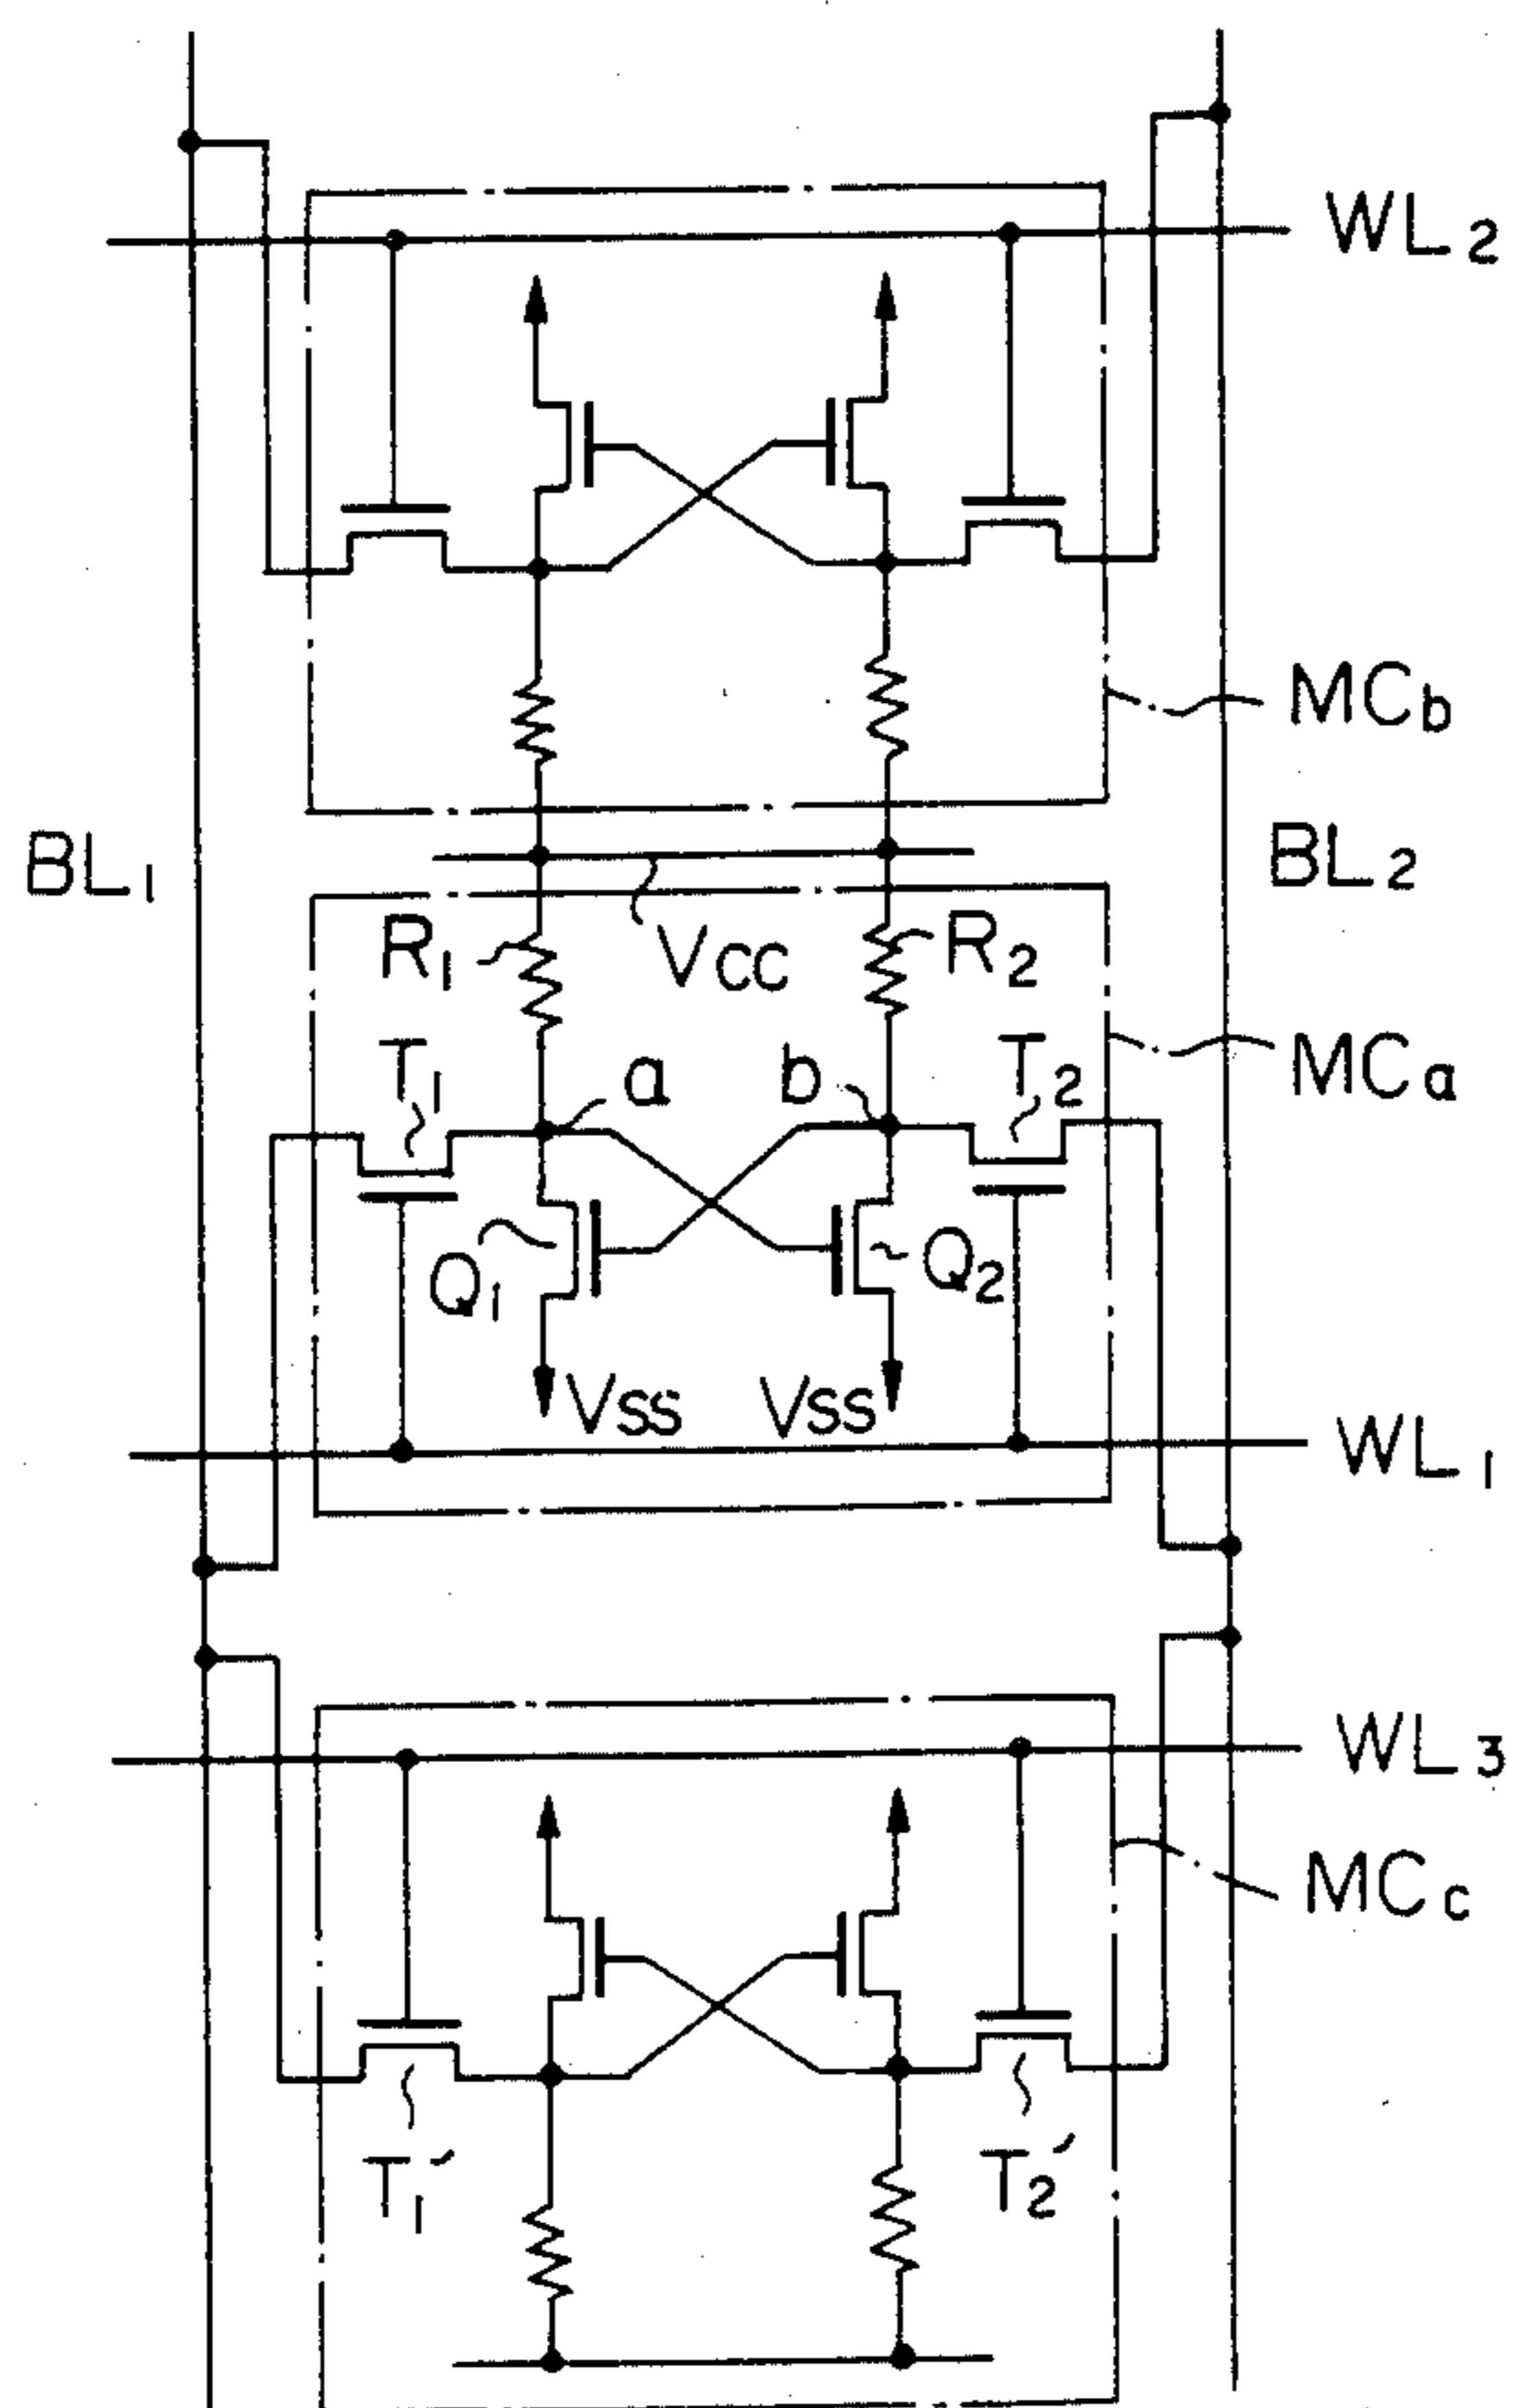 WL2
MCb
BL1
BL2
R1
VCC
R2
T1
a
b
T2
MCa
Q1
Q2
VSS
VSS
WL1
WL3
MCc
T1'
T2'